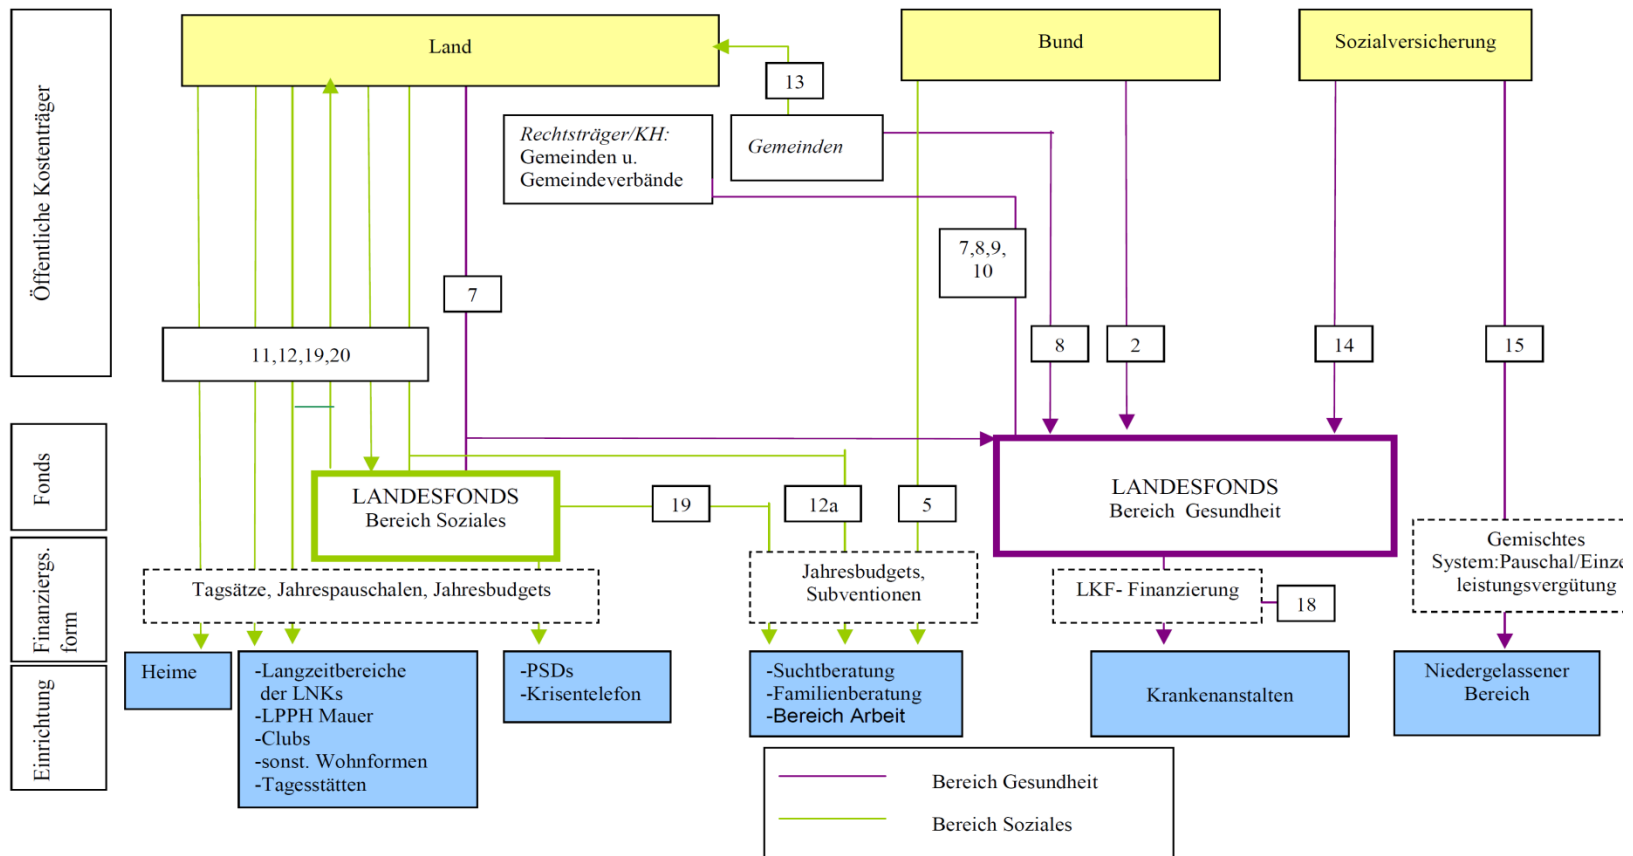 Öffentliche Kostenträger
Land
Bund
Sozialversicherung
13
Rechtsträger/KH:
Gemeinden u.
Gemeindeverbände
Gemeinden
7,8,9,
10
7
11,12,19,20
8
2
14
15
Fonds
LANDESFONDS
Bereich Soziales
19
12a
5
LANDESFONDS
Bereich Gesundheit
Finanziergs.
form
Tagsätze, Jahrespauschalen, Jahresbudgets
Jahresbudgets,
Subventionen
LKF- Finanzierung
18
Gemischtes
System:Pauschal/Einze
leistungsvergütung
Einrichtung
Heime
-Langzeitbereiche
der LNKs
-LPPH Mauer
-Clubs
-sonst. Wohnformen
-Tagesstätten
-PSDs
-Krisentelefon
-Suchtberatung
-Familienberatung
-Bereich Arbeit
Krankenanstalten
Niedergelassener
Bereich
Bereich Gesundheit
Bereich Soziales